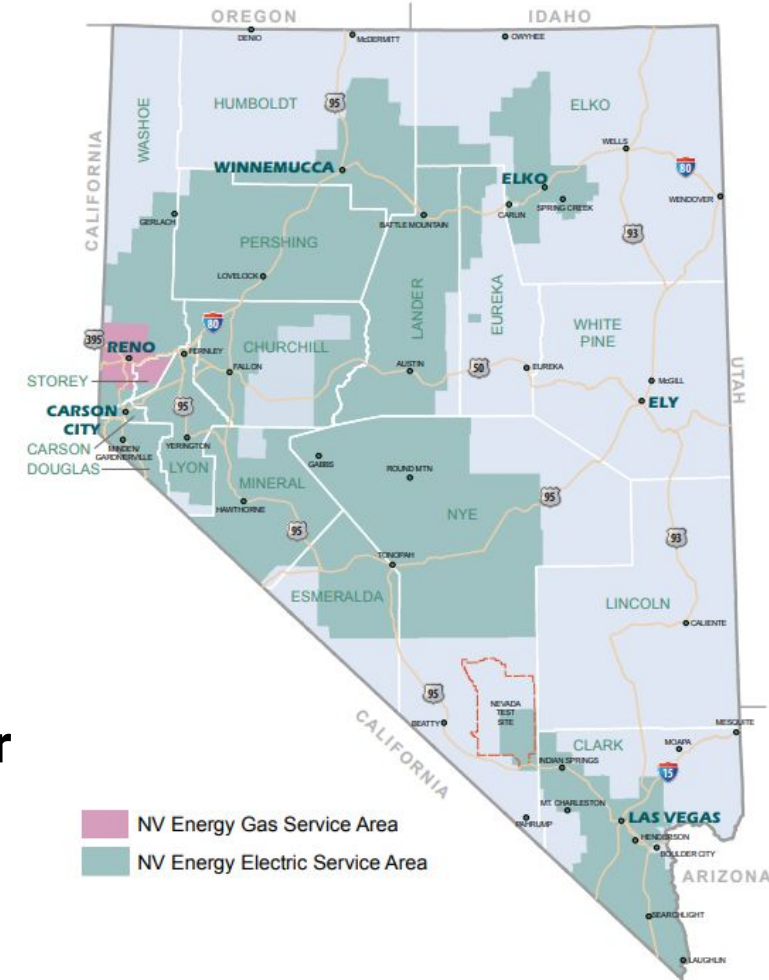 OREGON
IDAHO
DENIO
McDERMITT
OWYHEE
HUMBOLDT
95
ELKO
WASHOE
CALIFORNIA
WELLS
80
WINNEMUCCA
ELKO
WENDOVER
CARLIN
SPRING CREEK
GERLACH
BATTLE MOUNTAIN
93
PERSHING
LOVELOCK
LANDER
EUREKA
WHITE
PINE
80
395
RENO
FERNLEY
CHURCHILL
FALLON
AUSTIN
50
EUREKA
McGILL
UTAH
STOREY
ELY
CARSON
CITY
95
CARSON
MINDEN/
GARDNERVILLE
YERINGTON
DOUGLAS
LYON
MINERAL
GABBS
ROUND MTN
HAWTHORNE
95
NYE
95
93
TONOPAH
ESMERALDA
LINCOLN
CALIENTE
95
NEVADA
TEST
SITE
BEATTY
CALIFORNIA
MESQUITE
CLARK
MOAPA
INDIAN SPRINGS
15
r
MT. CHARLESTON
PAHRUMP
LAS VEGAS
NV Energy Gas Service Area
HENDERSON
BOULDER CITY
NV Energy Electric Service Area
ARIZONA
SEARCHLIGHT
LAUGHLIN